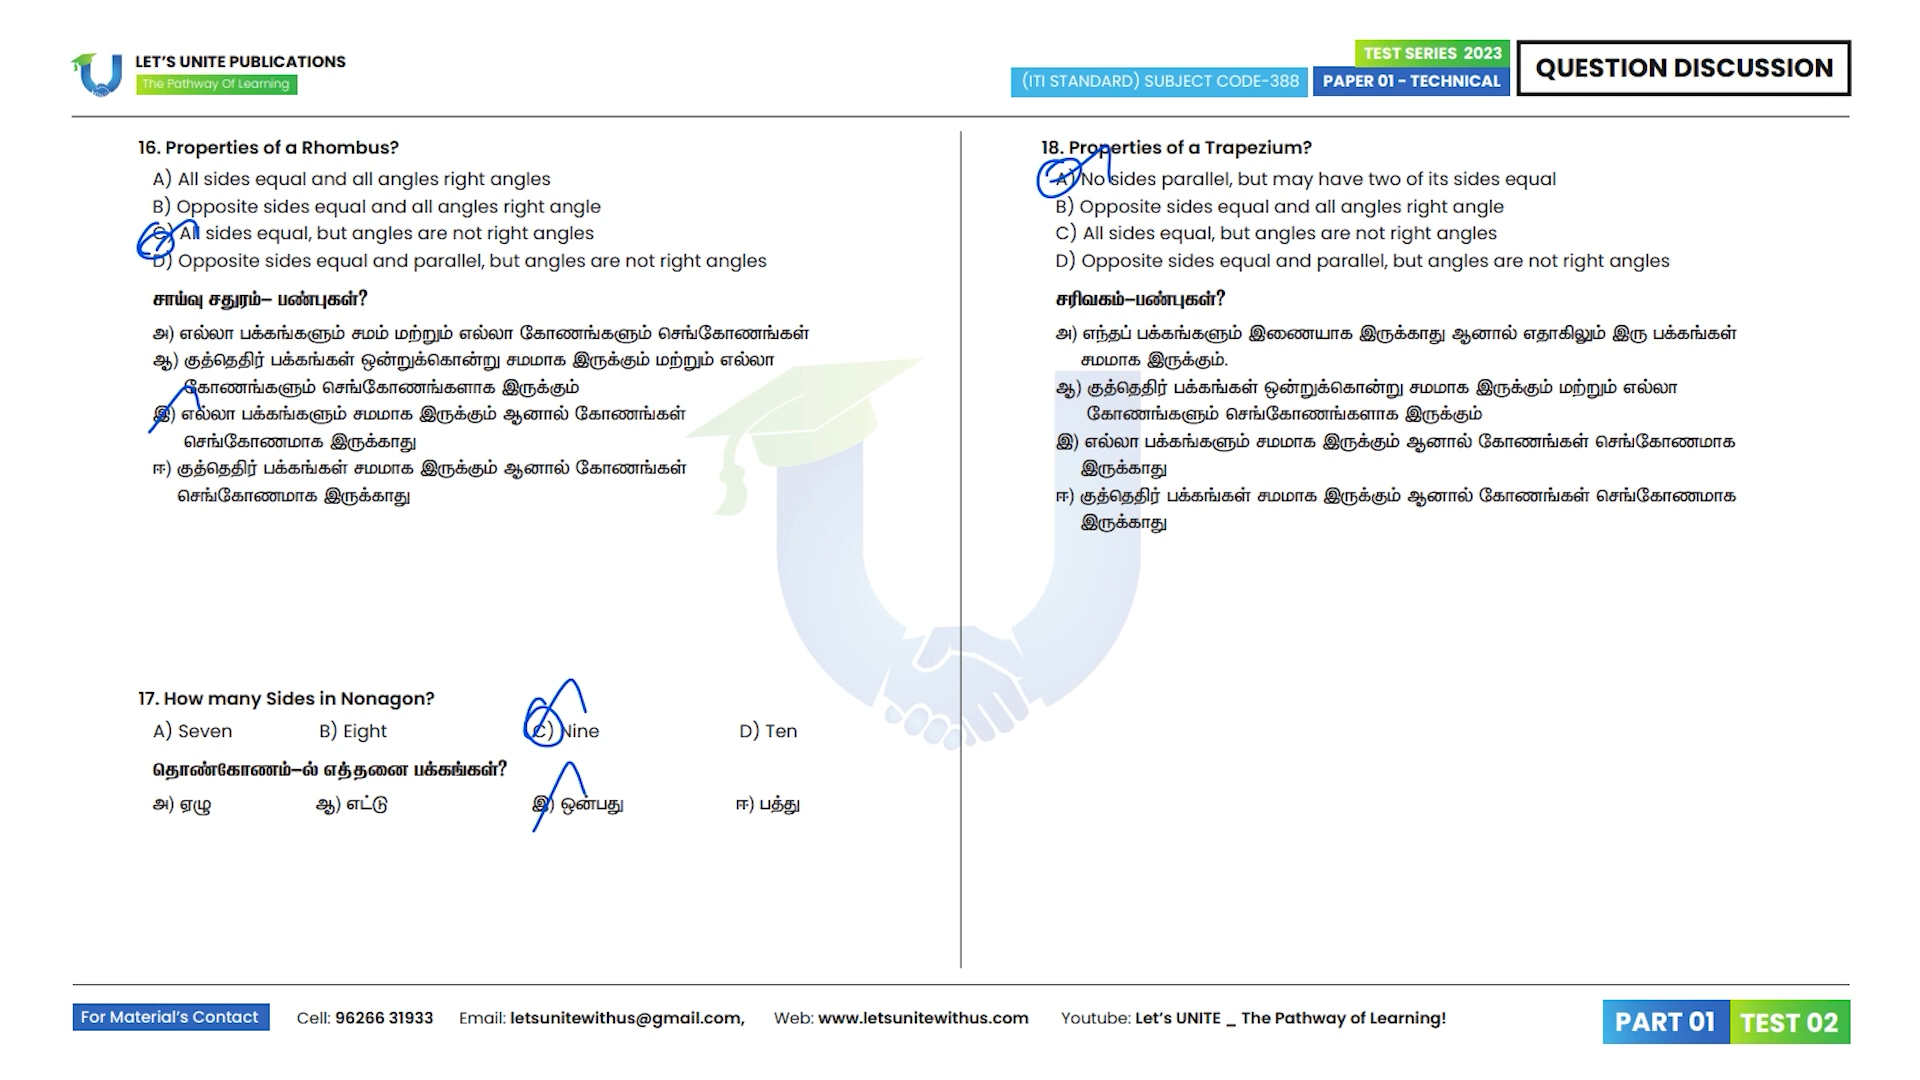 LET'S UNITE PUBLICATIONS
The Pathway Of Learning
TEST SERIES 2023
(ITI STANDARD) SUBJECT CODE-388
PAPER 01 - TECHNICAL
QUESTION DISCUSSION
16. Properties of a Rhombus?
A) All sides equal and all angles right angles
B) Opposite sides equal and all angles right angle
C) All sides equal, but angles are not right angles
D) Opposite sides equal and parallel, but angles are not right angles
சாய்வு சதுரம்– பண்புகள்?
அ) எல்லா பக்கங்களும் சமம் மற்றும் எல்லா கோணங்களும் செங்கோணங்கள்
ஆ) குத்தெதிர் பக்கங்கள் ஒன்றுக்கொன்று சமமாக இருக்கும் மற்றும் எல்லா
கோணங்களும் செங்கோணங்களாக இருக்கும்
இ) எல்லா பக்கங்களும் சமமாக இருக்கும் ஆனால் கோணங்கள்
செங்கோணமாக இருக்காது
ஈ) குத்தெதிர் பக்கங்கள் சமமாக இருக்கும் ஆனால் கோணங்கள்
செங்கோணமாக இருக்காது
17. How many Sides in Nonagon?
A) Seven B) Eight C) Nine D) Ten
தொண்கோணம்–ல் எத்தனை பக்கங்கள்?
அ) ஏழு ஆ) எட்டு இ) ஒன்பது ஈ) பத்து
18. Properties of a Trapezium?
A) No sides parallel, but may have two of its sides equal
B) Opposite sides equal and all angles right angle
C) All sides equal, but angles are not right angles
D) Opposite sides equal and parallel, but angles are not right angles
சரிவகம்–பண்புகள்?
அ) எந்தப் பக்கங்களும் இணையாக இருக்காது ஆனால் எதாகிலும் இரு பக்கங்கள்
சமமாக இருக்கும்.
ஆ) குத்தெதிர் பக்கங்கள் ஒன்றுக்கொன்று சமமாக இருக்கும் மற்றும் எல்லா
கோணங்களும் செங்கோணங்களாக இருக்கும்
இ) எல்லா பக்கங்களும் சமமாக இருக்கும் ஆனால் கோணங்கள் செங்கோணமாக
இருக்காது
ஈ) குத்தெதிர் பக்கங்கள் சமமாக இருக்கும் ஆனால் கோணங்கள் செங்கோணமாக
இருக்காது
For Material's Contact Cell: 96266 31933 Email: letsunitewithus@gmail.com, Web: www.letsunitewithus.com Youtube: Let's UNITE _ The Pathway of Learning!
PART 01 TEST 02